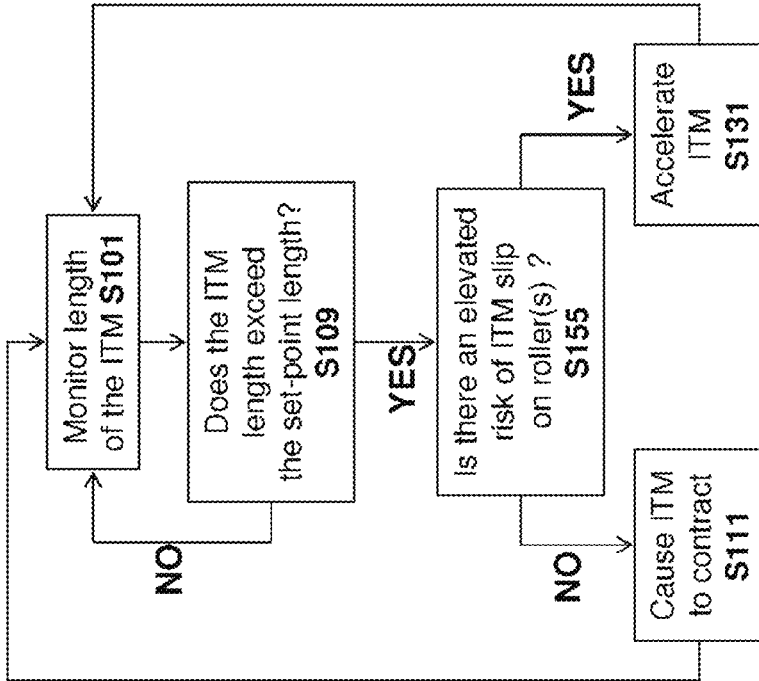 Monitor length
of the ITM S101
Does the ITM
length exceed
the set-point length?
S109
NO
YES
Is there an elevated
risk of ITM slip
on roller(s) ?
S155
NO
YES
Cause ITM
to contract
S111
Accelerate
ITM
S131